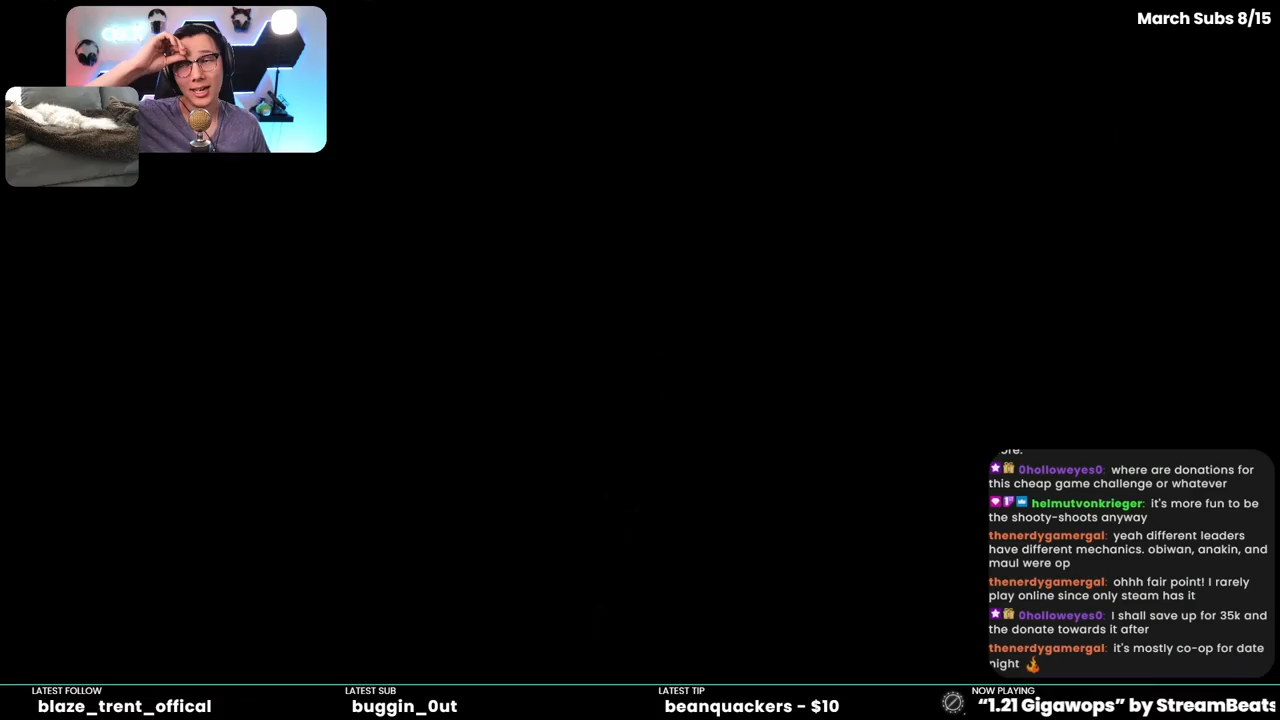 March Subs 8/15
0holloweyes0: where are donations for
this cheap game challenge or whatever
helmutvonkrieger: it's more fun to be
the shooty-shoots anyway
thenerdygamergal: yeah different leaders
have different mechanics. obiwan, anakin, and
maul were op
thenerdygamergal: ohhh fair point! I rarely
play online since only steam has it
0holloweyes0: I shall save up for 35k and
the donate towards it after
thenerdygamergal: it's mostly co-op for date
night
LATEST FOLLOW
blaze_trent_offical
LATEST SUB
buggin_0ut
LATEST TIP
beanquackers - $10
NOW PLAYING
“1.21 Gigawops” by StreamBeats